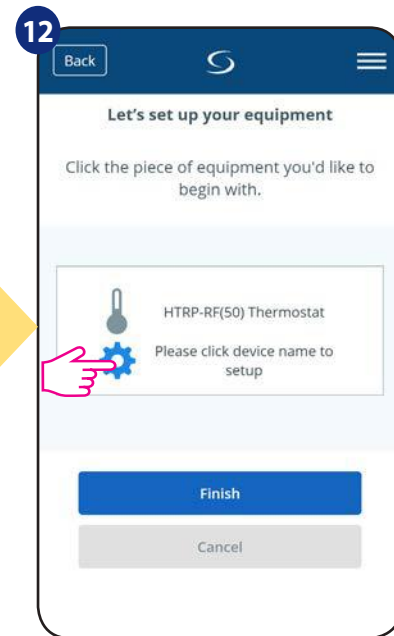 12
Back
Let's set up your equipment
Click the piece of equipment you'd like to
begin with.
HTRP-RF(50) Thermostat
Please click device name to
setup
Finish
Cancel